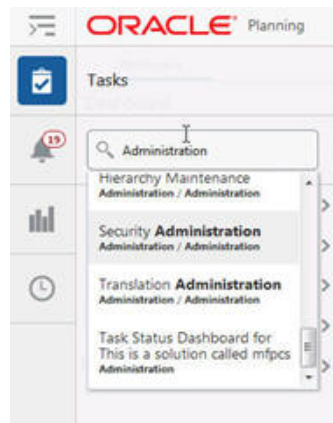 ORACLE® Planning
Tasks
19
Administration
Hierarchy Maintenance
Administration / Administration
Security Administration
Administration / Administration
Translation Administration
Administration / Administration
Task Status Dashboard for
This is a solution called mfpcs
Administration